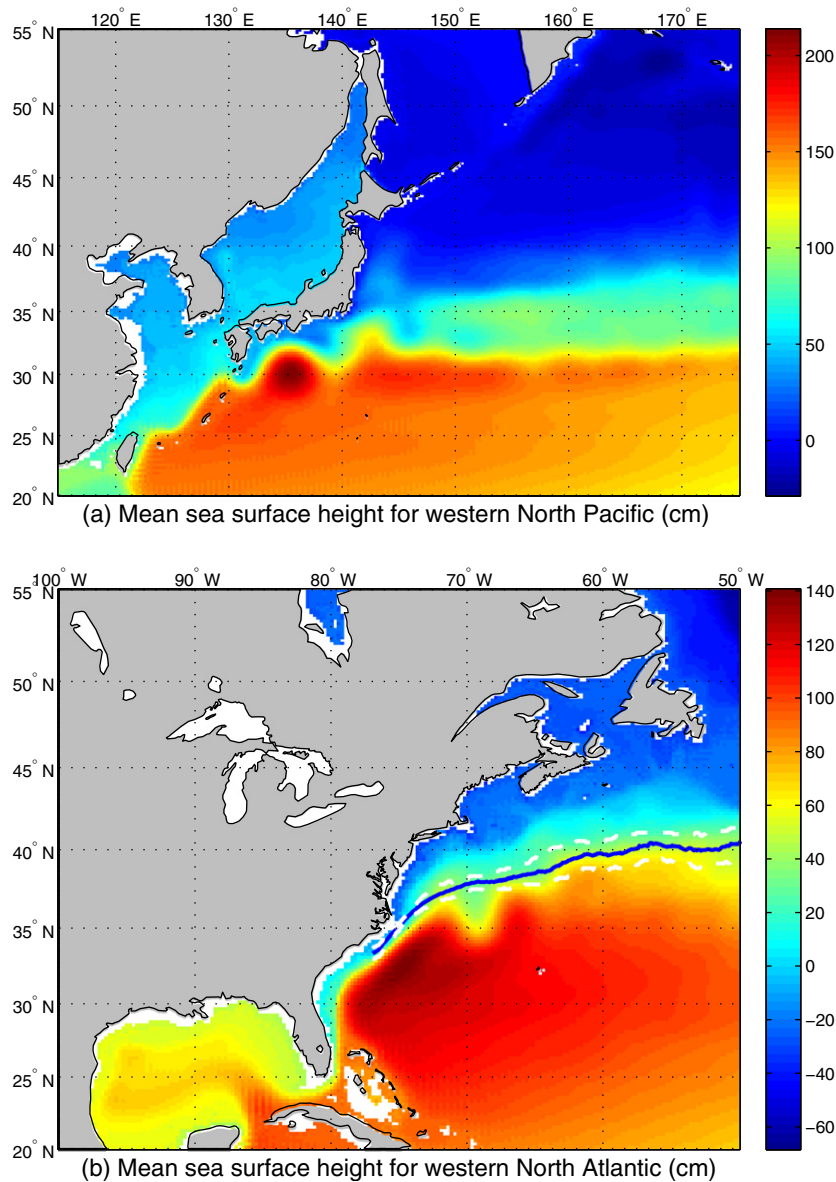 120° E 130° E 140° E 150° E 160° E 170° E
55° N
50° N
45° N
40° N
35° N
30° N
25° N
20° N
200
150
100
50
0
(a) Mean sea surface height for western North Pacific (cm)
100° W 90° W 80° W 70° W 60° W 50° W
55° N
50° N
45° N
40° N
35° N
30° N
25° N
20° N
140
120
100
80
60
40
20
0
−20
−40
−60
(b) Mean sea surface height for western North Atlantic (cm)